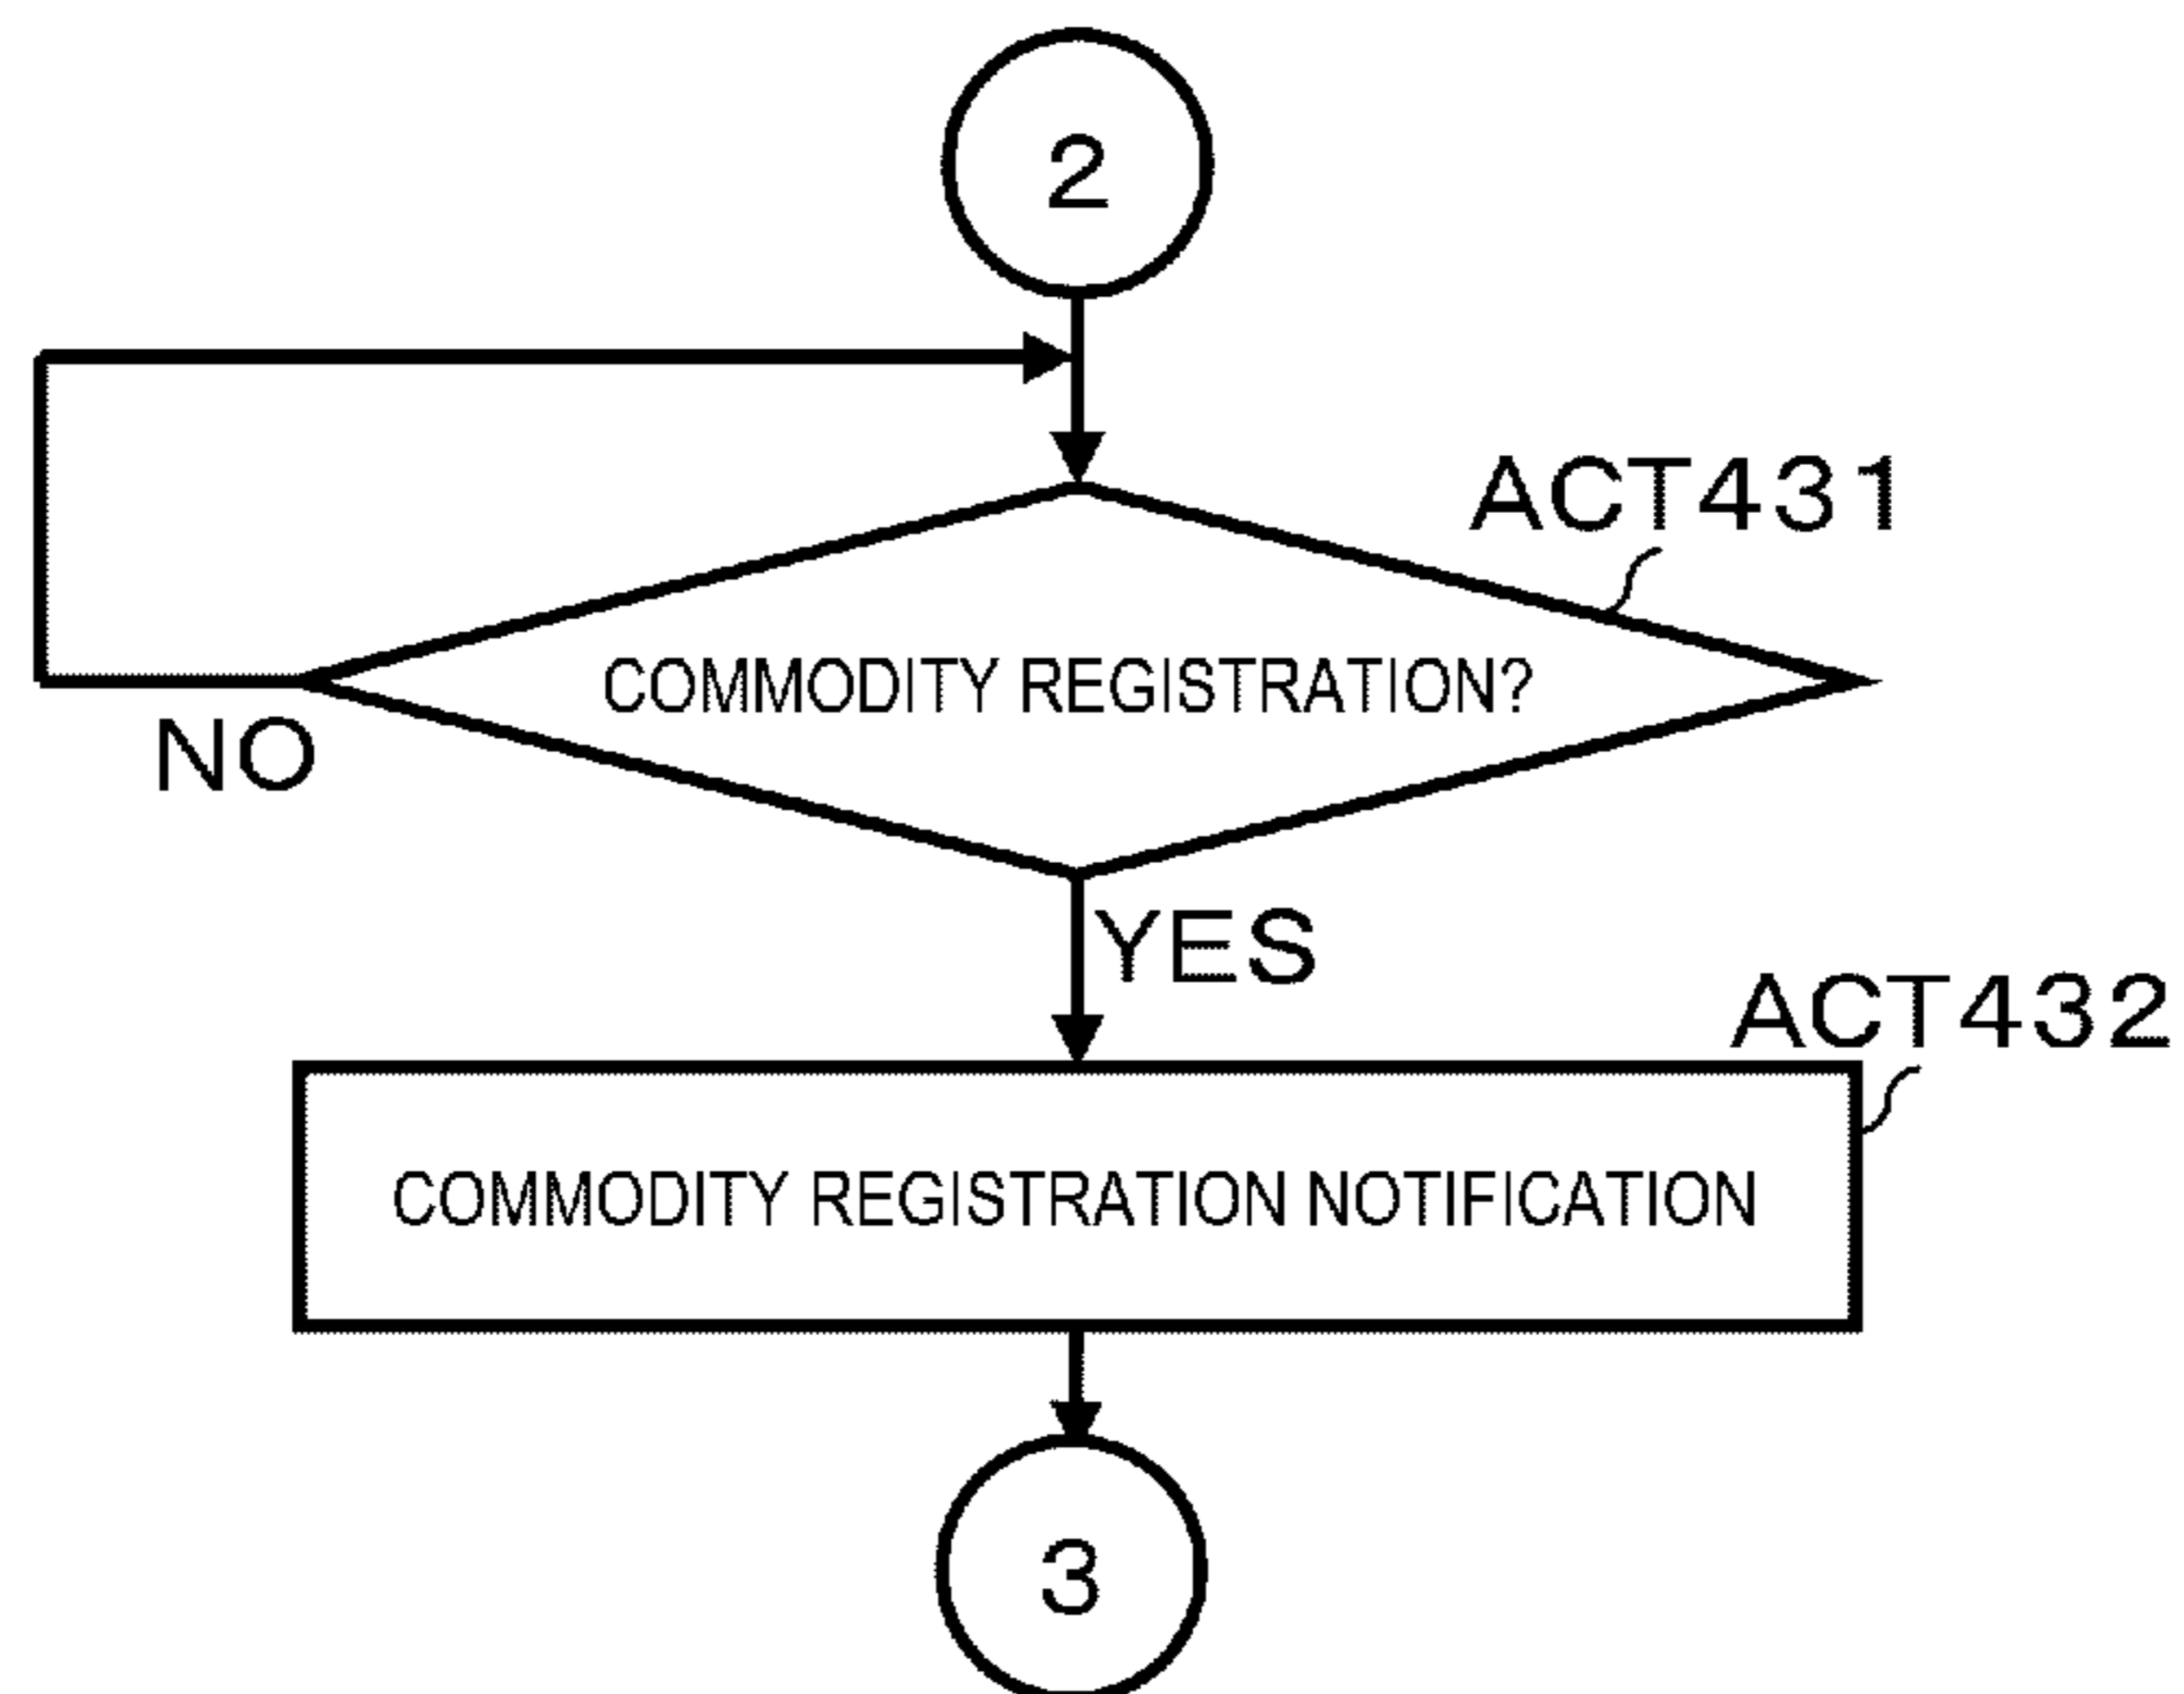 2
ACT431
COMMODITY REGISTRATION?
NO
YES
ACT432
COMMODITY REGISTRATION NOTIFICATION
3